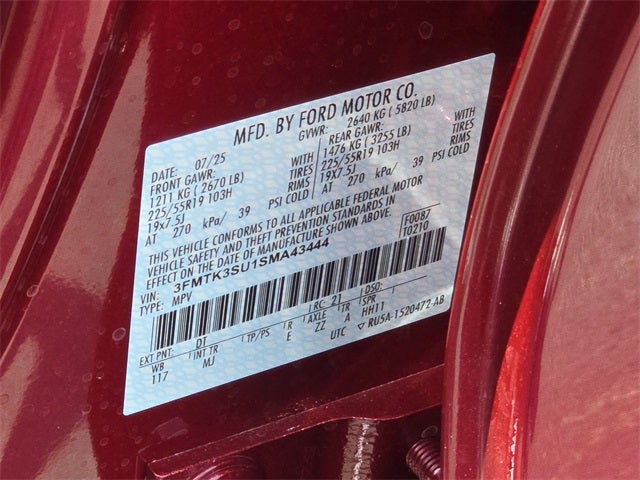 MFD. BY FORD MOTOR CO.
DATE: 07/25 GVWR: 2640 KG ( 5820 LB)
FRONT GAWR: WITH REAR GAWR: WITH
1211 KG ( 2670 LB) TIRES 1476 KG ( 3255 LB) TIRES
225/55R19 103H RIMS 225/55R19 103H RIMS
19x7.5J 19x7.5J
AT 270 kPa/ 39 PSI COLD AT 270 kPa/ 39 PSI COLD
THIS VEHICLE CONFORMS TO ALL APPLICABLE FEDERAL MOTOR
VEHICLE SAFETY AND THEFT PREVENTION STANDARDS IN
EFFECT ON THE DATE OF MANUFACTURE SHOWN ABOVE.
VIN: 3FMTK3SU1SMA43444 F0087
TYPE: MPV T0210
RC: 21 DSO:
EXT PNT: DT
WB INT TR TP/PS R AXLE TR SPR
117 MJ E ZZ A HH11
UTC ▽ RU5A-1520472-AB